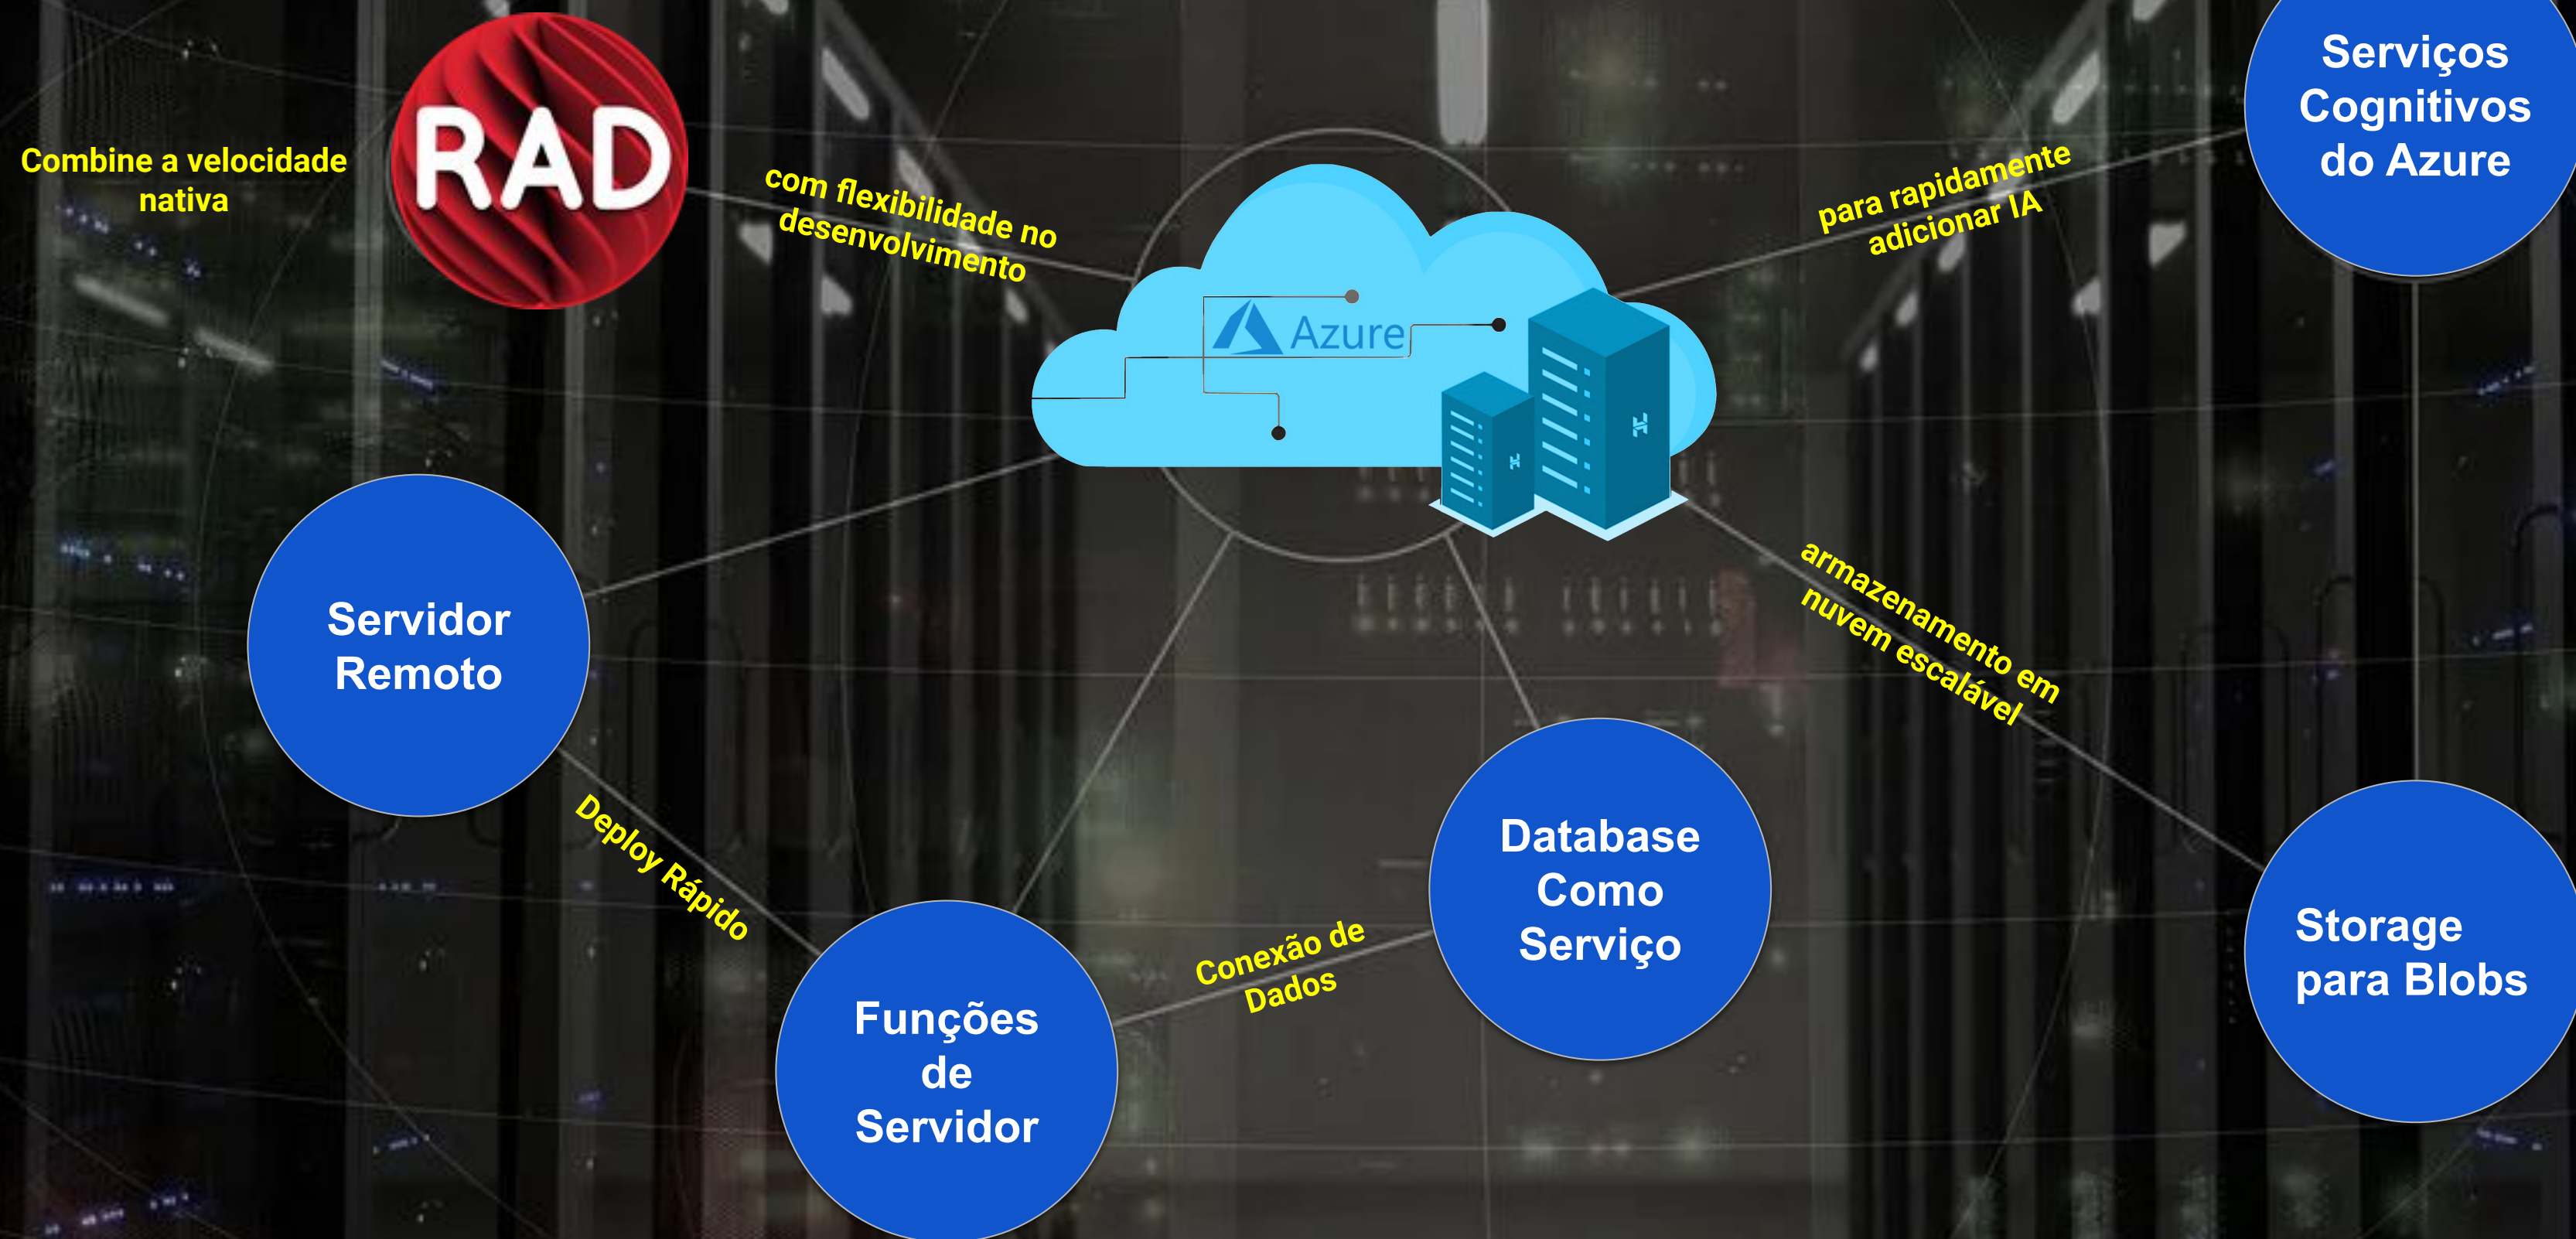 Combine a velocidade
nativa
RAD
com flexibilidade no
desenvolvimento
Azure
para rapidamente
adicionar IA
Serviços
Cognitivos
do Azure
Servidor
Remoto
armazenamento em
nuvem escalável
Deploy Rápido
Database
Como
Serviço
Conexão de
Dados
Storage
para Blobs
Funções
de
Servidor